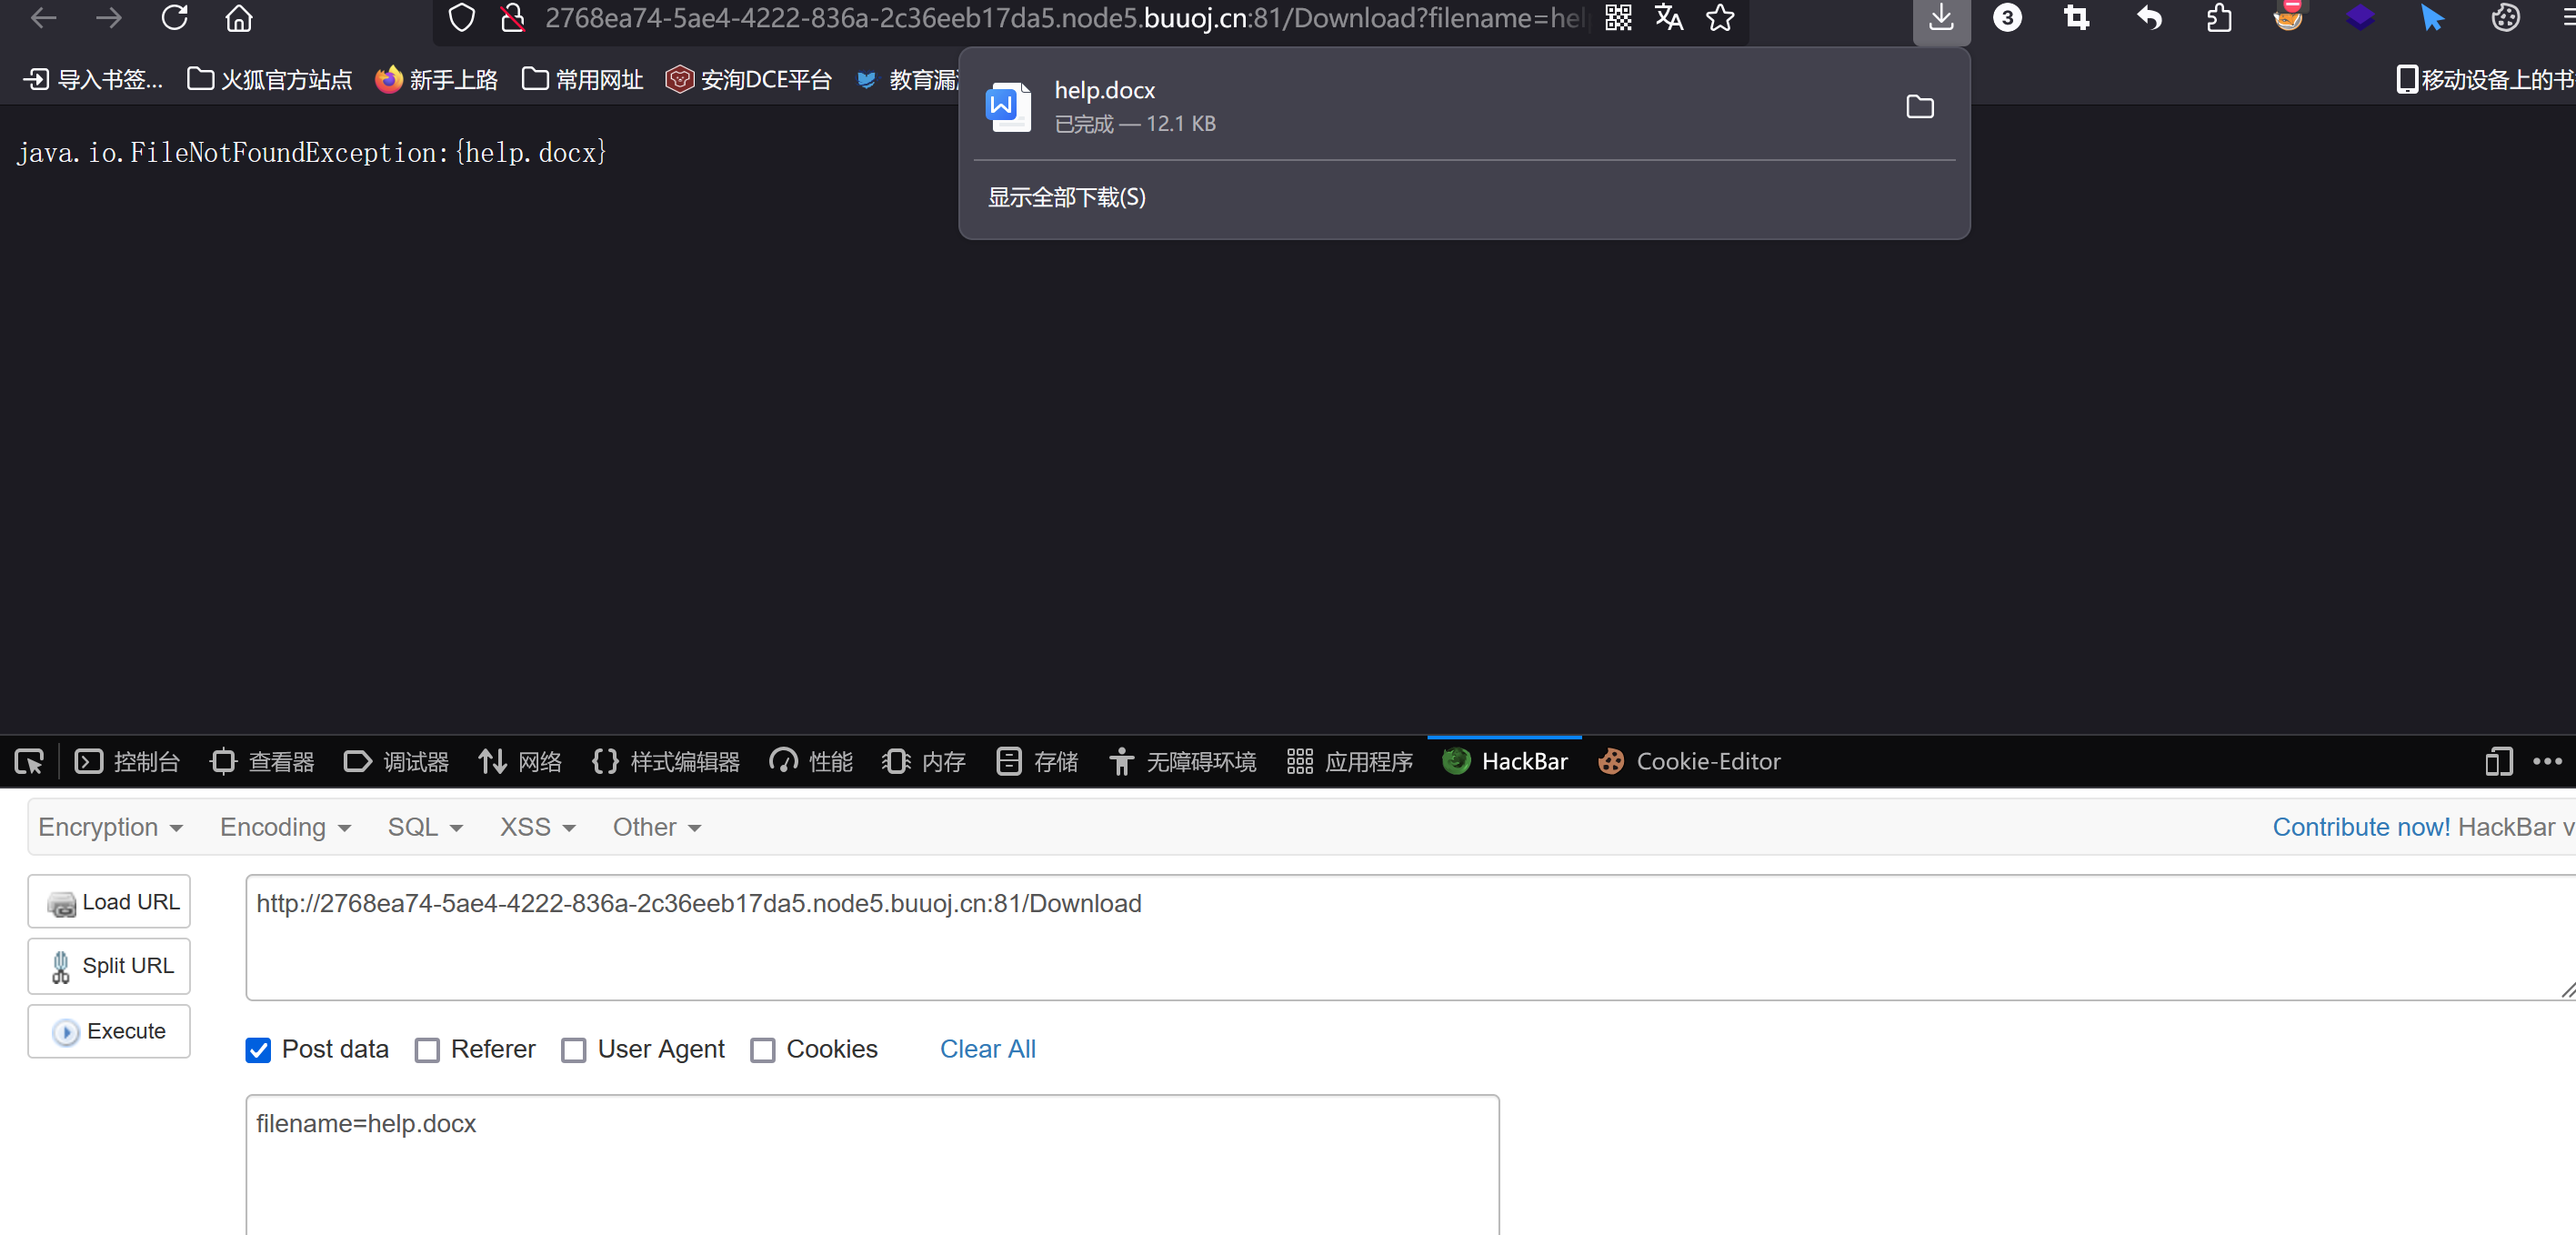 2768ea74-5ae4-4222-836a-2c36eeb17da5.node5.buuoj.cn:81/Download?filename=hel
3
导入书签... 火狐官方站点 新手上路 常用网址 安洵DCE平台 教育漏 移动设备上的书
help.docx
已完成 — 12.1 KB
显示全部下载(S)
java.io.FileNotFoundException:{help.docx}
控制台 查看器 调试器 网络 样式编辑器 性能 内存 存储 无障碍环境 应用程序 HackBar Cookie-Editor
Encryption Encoding SQL XSS Other Contribute now! HackBar v
Load URL
http://2768ea74-5ae4-4222-836a-2c36eeb17da5.node5.buuoj.cn:81/Download
Split URL
Execute
Post data Referer User Agent Cookies Clear All
filename=help.docx